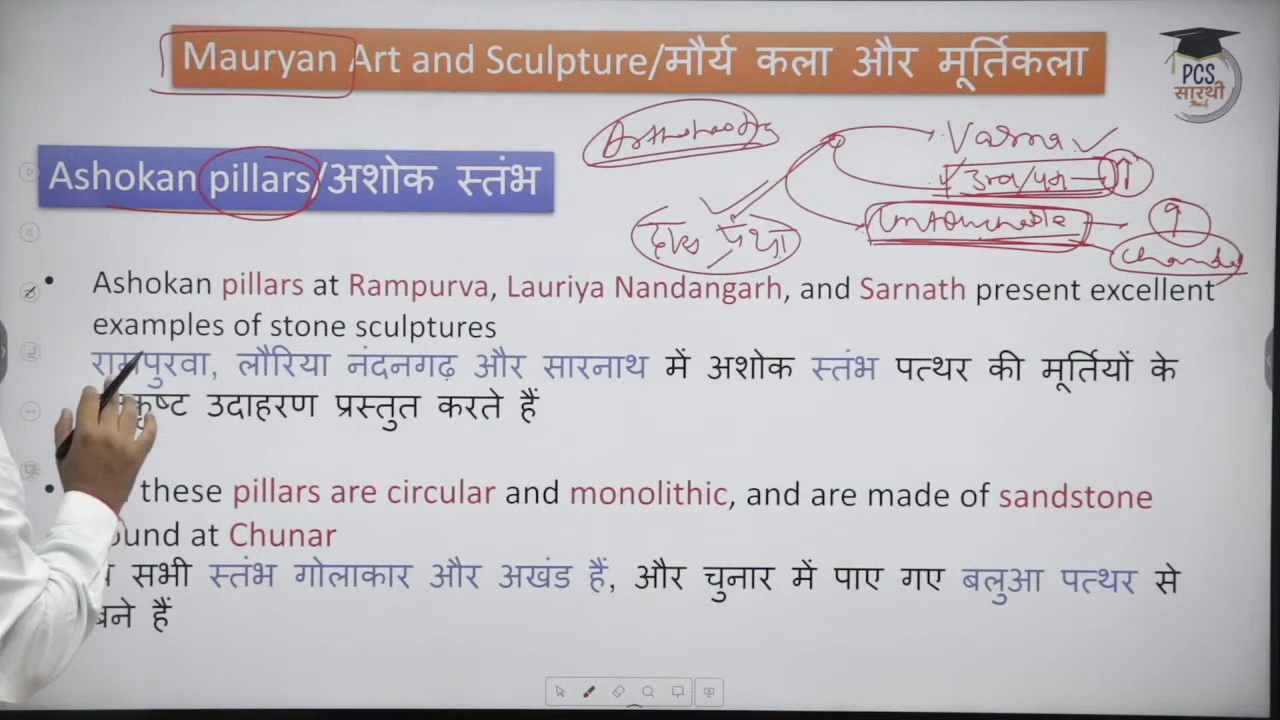 Mauryan Art and Sculpture/मौर्य कला और मूर्तिकला
PCS
सारथी
Ashokan pillars/अशोक स्तंभ
Varna
Untouchable
दास प्रथा
• Ashokan pillars at Rampurva, Lauriya Nandangarh, and Sarnath present excellent
examples of stone sculptures
रामपुरवा, लौरिया नंदनगढ़ और सारनाथ में अशोक स्तंभ पत्थर की मूर्तियों के
उदाहरण प्रस्तुत करते हैं
• these pillars are circular and monolithic, and are made of sandstone
at Chunar
सभी स्तंभ गोलाकार और अखंड हैं, और चुनार में पाए गए बलुआ पत्थर से
बने हैं